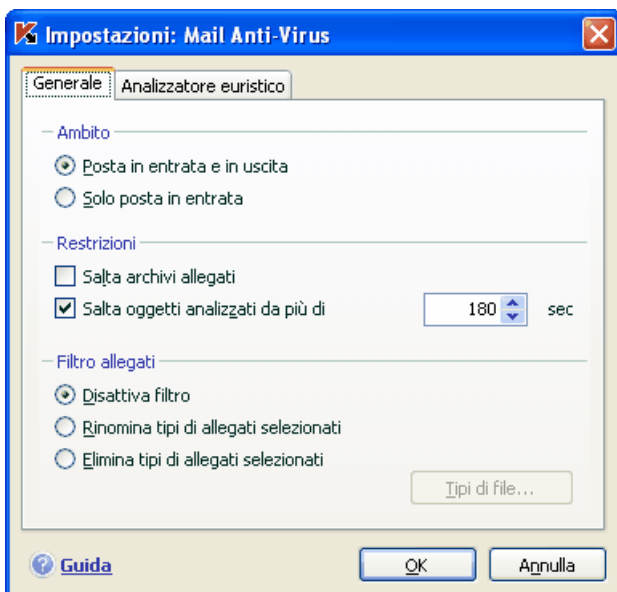 Impostazioni: Mail Anti-Virus
Generale Analizzatore euristico
Ambito
Posta in entrata e in uscita
Solo posta in entrata
Restrizioni
Salta archivi allegati
Salta oggetti analizzati da più di 180 sec
Filtro allegati
Disattiva filtro
Rinomina tipi di allegati selezionati
Elimina tipi di allegati selezionati
Tipi di file...
Guida OK Annulla